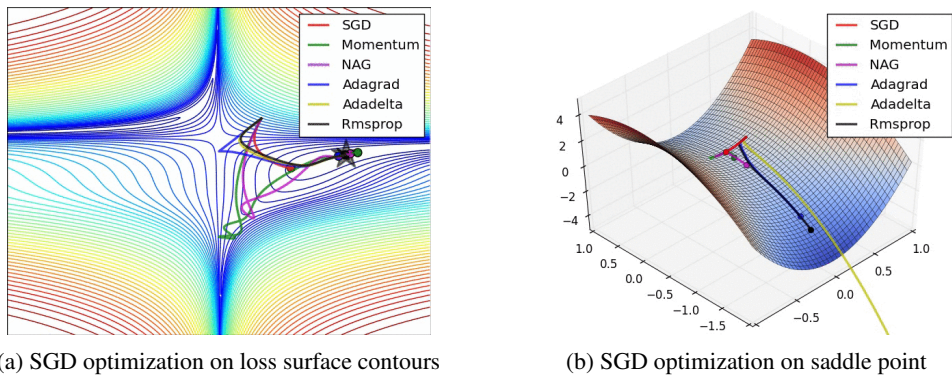 SGD
Momentum
NAG
Adagrad
Adadelta
Rmsprop
SGD
Momentum
NAG
Adagrad
Adadelta
Rmsprop
4
2
0
−2
−4
1.0
0.5
0.0
−0.5
−1.0
−1.5
−0.5
0.0
0.5
1.0
(a) SGD optimization on loss surface contours
(b) SGD optimization on saddle point